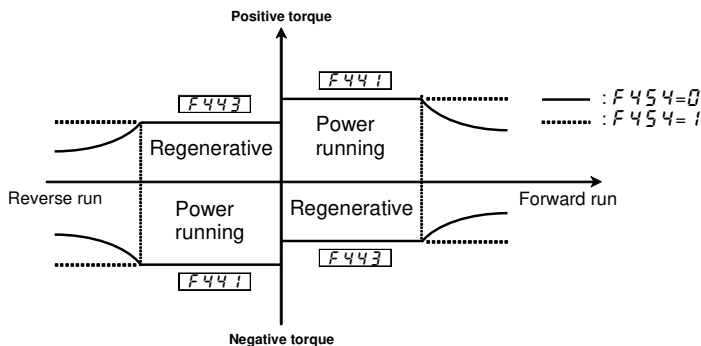 Positive torque
F441
F443
: F454=0
: F454=1
Power
running
Regenerative
Reverse run
Forward run
Power
running
Regenerative
F443
F441
Negative torque